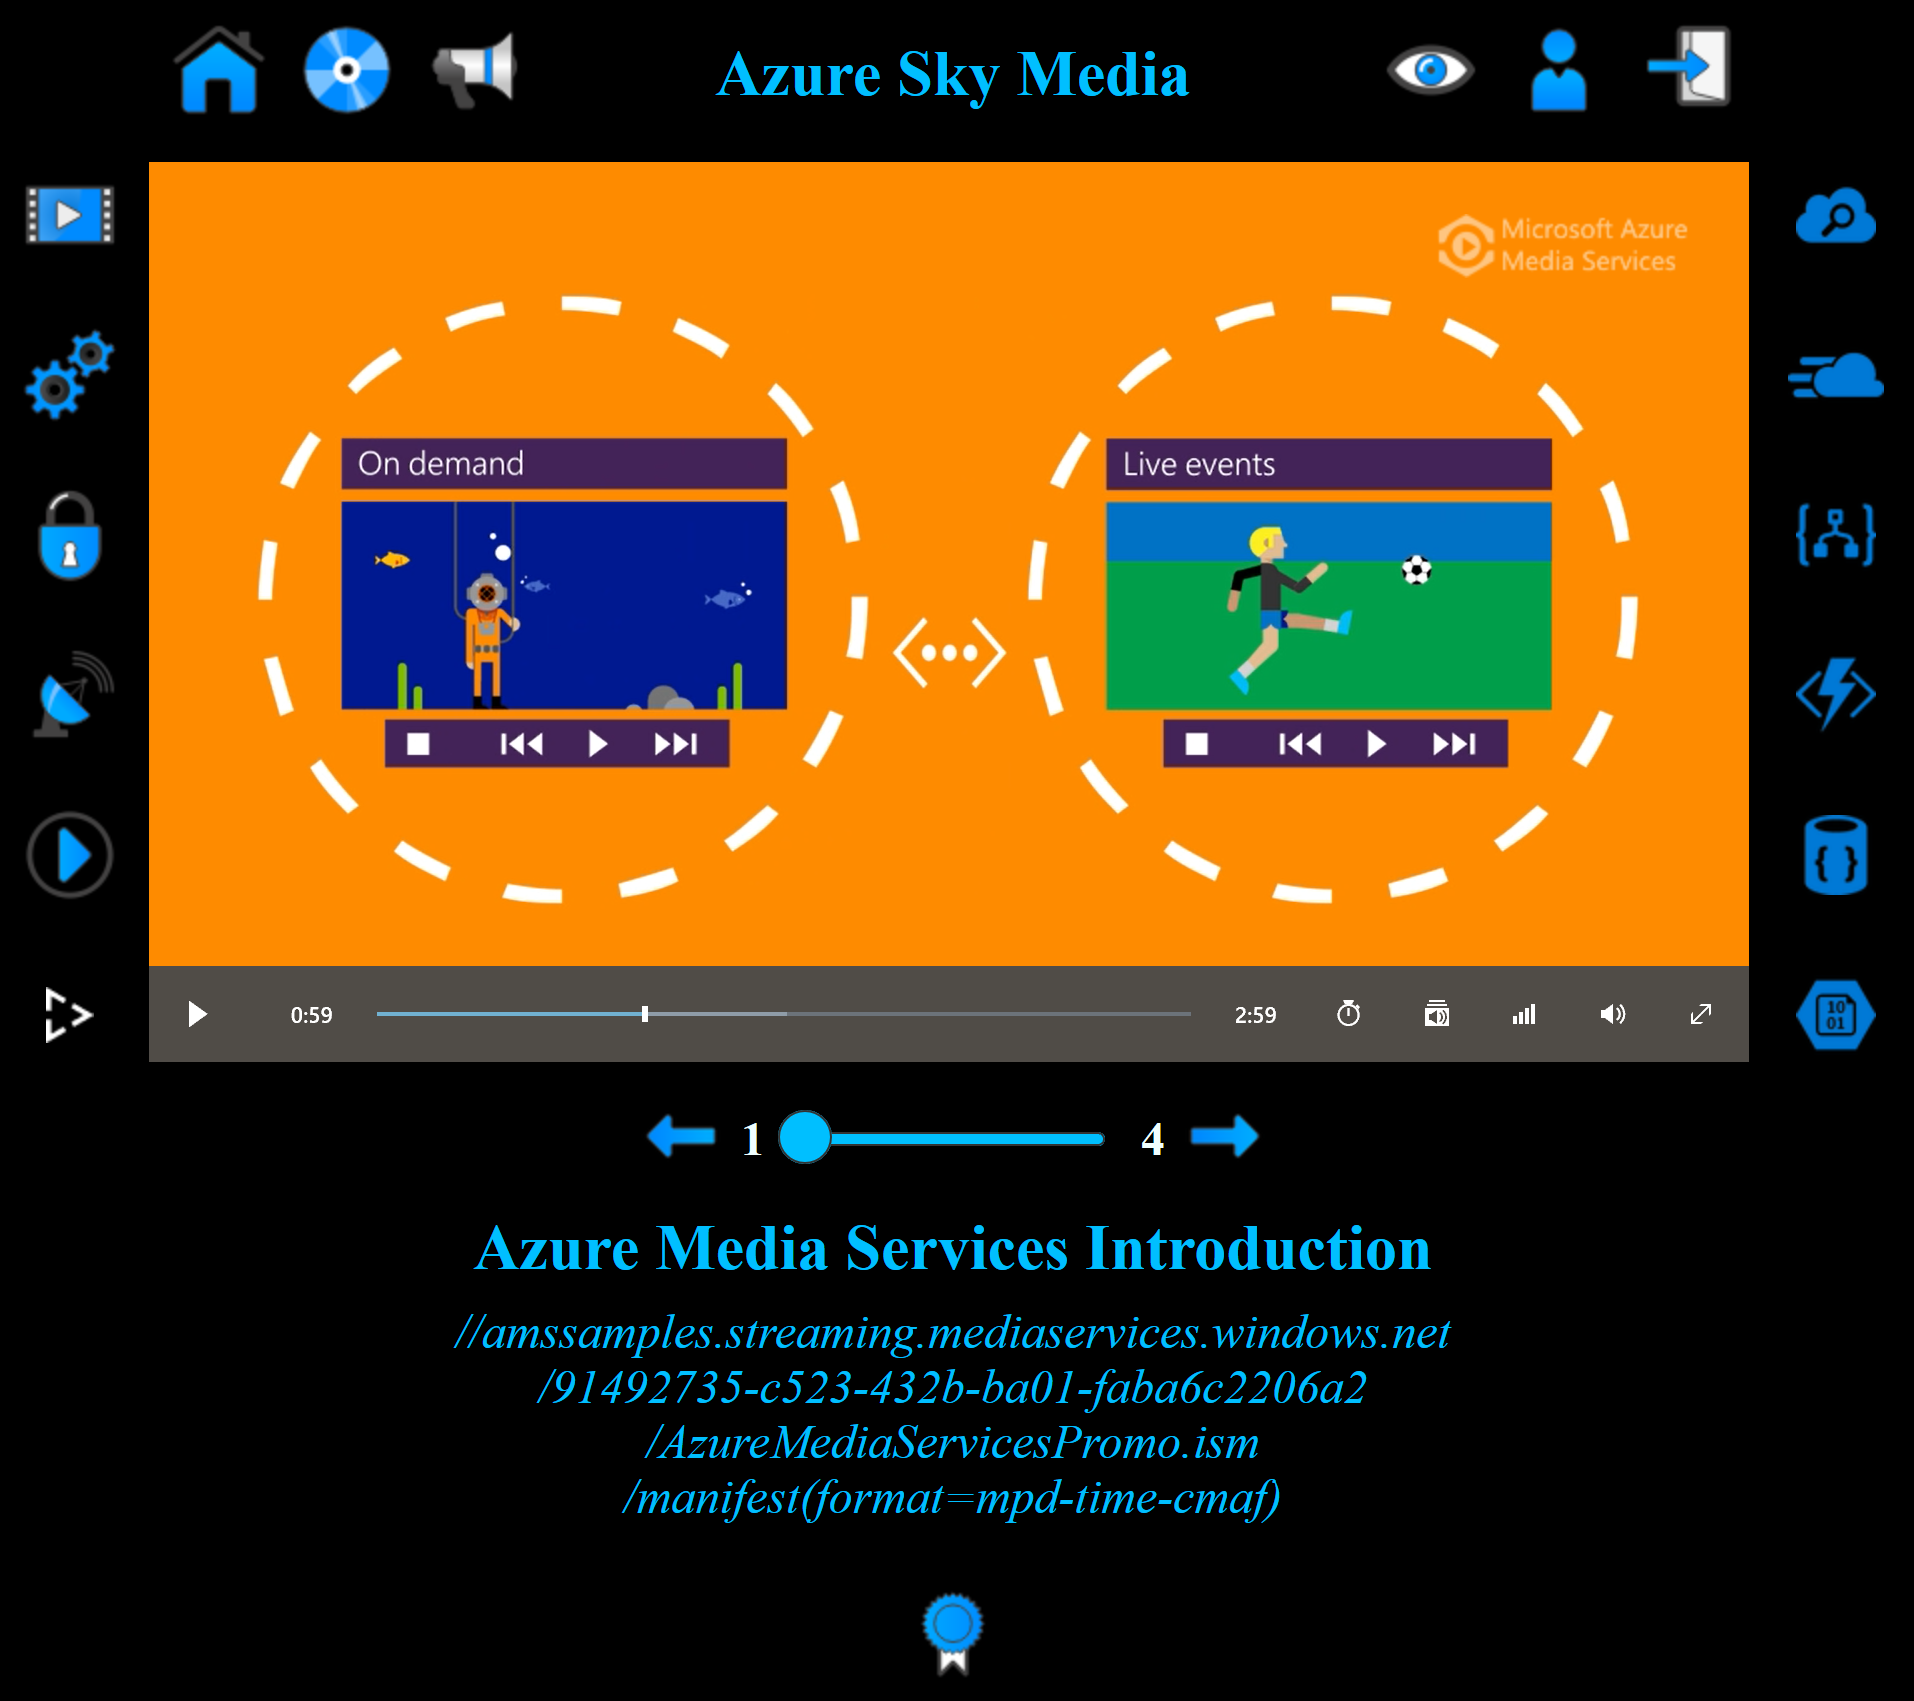 Azure Sky Media
Microsoft Azure
Media Services
On demand
Live events
0:59
2:59
10
01
1
4
Azure Media Services Introduction
//amssamples.streaming.mediaservices.windows.net
/91492735-c523-432b-ba01-faba6c2206a2
/AzureMediaServicesPromo.ism
/manifest(format=mpd-time-cmaf)